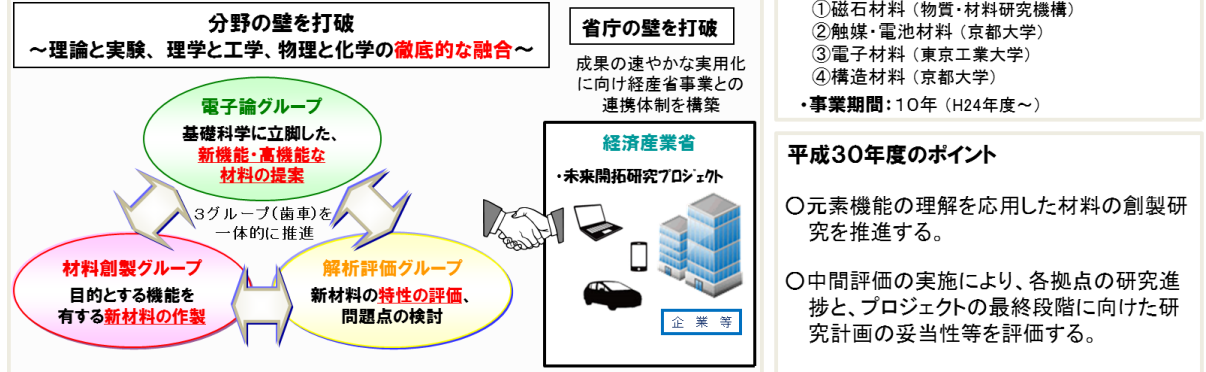 分野の壁を打破
～理論と実験、理学と工学、物理と化学の徹底的な融合～
電子論グループ
基礎科学に立脚した、
新機能・高機能な
材料の提案
3グループ(歯車)を
一体的に推進
材料創製グループ
目的とする機能を
有する新材料の作製
解析評価グループ
新材料の特性の評価、
問題点の検討
省庁の壁を打破
成果の速やかな実用化
に向け経産省事業との
連携体制を構築
経済産業省
・未来開拓研究プロジェクト
企業等
①磁石材料（物質・材料研究機構）
②触媒・電池材料（京都大学）
③電子材料（東京工業大学）
④構造材料（京都大学）
・事業期間：10年（H24年度～）
平成30年度のポイント
〇元素機能の理解を応用した材料の創製研
究を推進する。
〇中間評価の実施により、各拠点の研究進
捗と、プロジェクトの最終段階に向けた研
究計画の妥当性等を評価する。